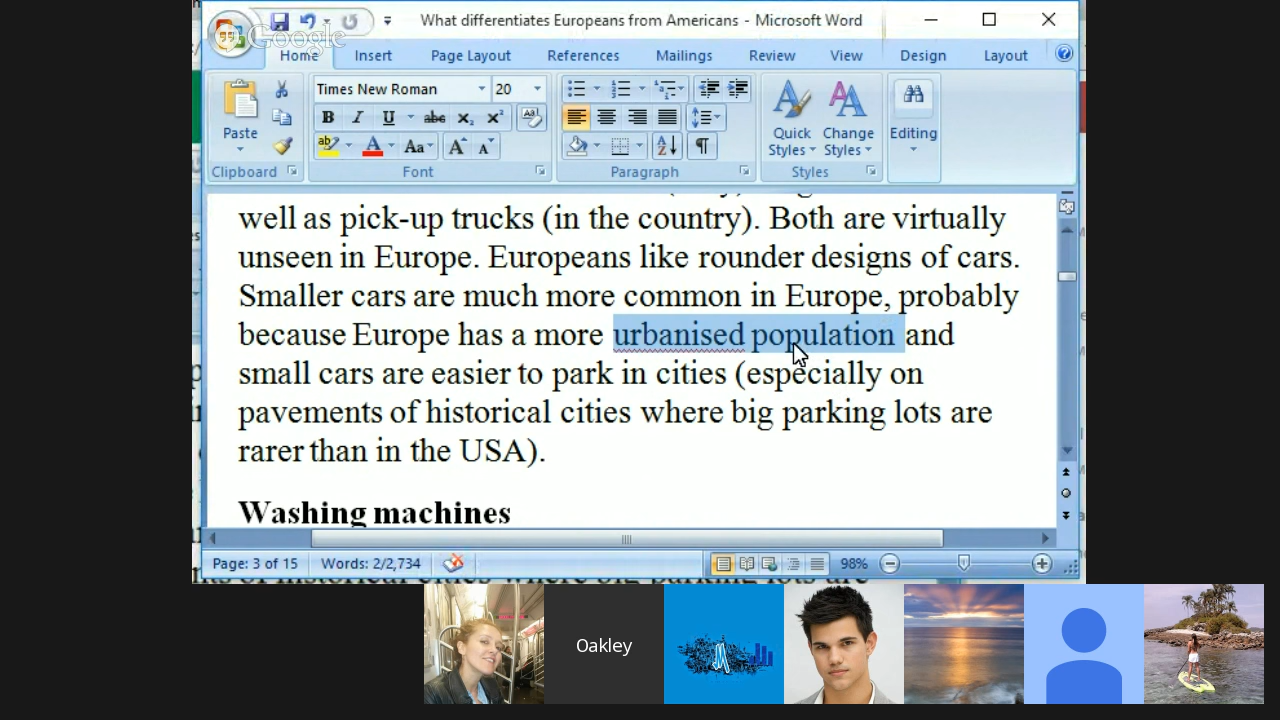 What differentiates Europeans from Americans - Microsoft Word
Google
Home Insert Page Layout References Mailings Review View Design Layout
Times New Roman 20
Paste
Quick Styles
Change Styles
Editing
Clipboard Font Paragraph Styles
well as pick-up trucks (in the country). Both are virtually
unseen in Europe. Europeans like rounder designs of cars.
Smaller cars are much more common in Europe, probably
because Europe has a more urbanised population and
small cars are easier to park in cities (especially on
pavements of historical cities where big parking lots are
rarer than in the USA).
Washing machines
Page: 3 of 15 Words: 2/2,734 98%
Oakley